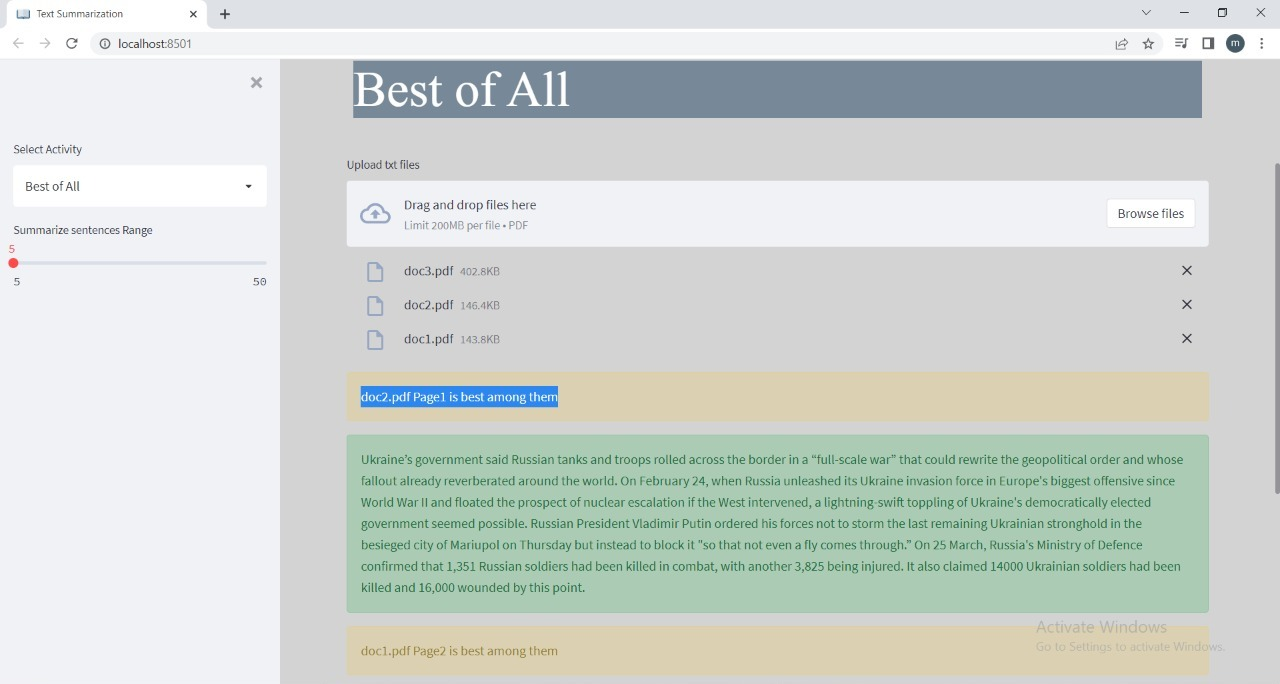 Text Summarization
localhost:8501
m
Select Activity
Best of All
Summarize sentences Range
5
5 50
Best of All
Upload txt files
Drag and drop files here
Limit 200MB per file • PDF
Browse files
doc3.pdf 402.8KB
doc2.pdf 146.4KB
doc1.pdf 143.8KB
doc2.pdf Page1 is best among them
Ukraine's government said Russian tanks and troops rolled across the border in a “full-scale war” that could rewrite the geopolitical order and whose
fallout already reverberated around the world. On February 24, when Russia unleashed its Ukraine invasion force in Europe's biggest offensive since
World War II and floated the prospect of nuclear escalation if the West intervened, a lightning-swift toppling of Ukraine's democratically elected
government seemed possible. Russian President Vladimir Putin ordered his forces not to storm the last remaining Ukrainian stronghold in the
besieged city of Mariupol on Thursday but instead to block it "so that not even a fly comes through.” On 25 March, Russia's Ministry of Defence
confirmed that 1,351 Russian soldiers had been killed in combat, with another 3,825 being injured. It also claimed 14000 Ukrainian soldiers had been
killed and 16,000 wounded by this point.
Activate Windows
Go to Settings to activate Windows.
doc1.pdf Page2 is best among them